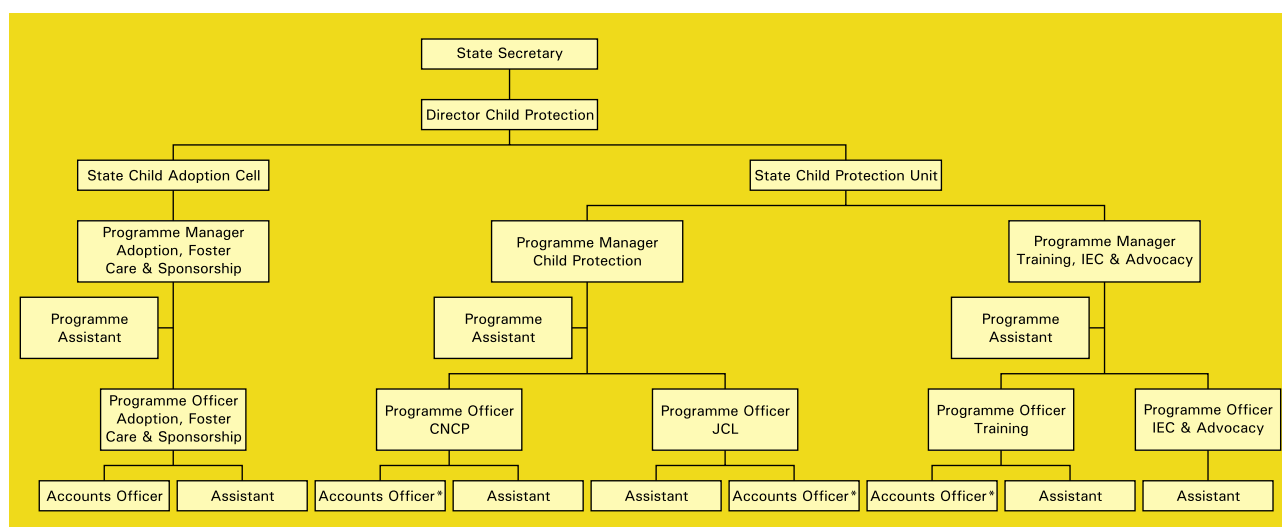 State Secretary
Director Child Protection
State Child Adoption Cell
State Child Protection Unit
Programme Manager
Adoption, Foster
Care & Sponsorship
Programme Manager
Child Protection
Programme Manager
Training, IEC & Advocacy
Programme
Assistant
Programme
Assistant
Programme
Assistant
Programme Officer
Adoption, Foster
Care & Sponsorship
Programme Officer
CNCP
Programme Officer
JCL
Programme Officer
Training
Programme Officer
IEC & Advocacy
Accounts Officer
Assistant
Accounts Officer*
Assistant
Assistant
Accounts Officer*
Accounts Officer*
Assistant
Assistant